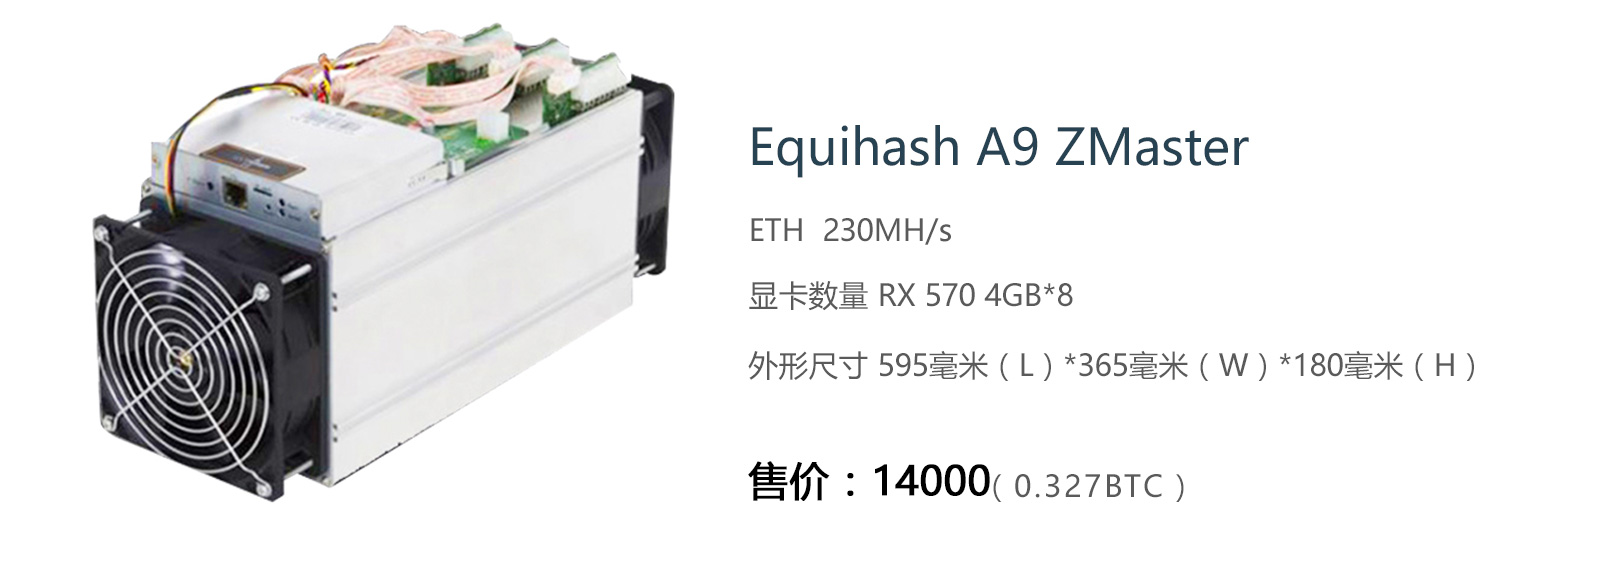 Equihash A9 ZMaster
ETH 230MH/s
显卡数量 RX 570 4GB*8
外形尺寸 595毫米（L）*365毫米（W）*180毫米（H）
售价：14000（0.327BTC）